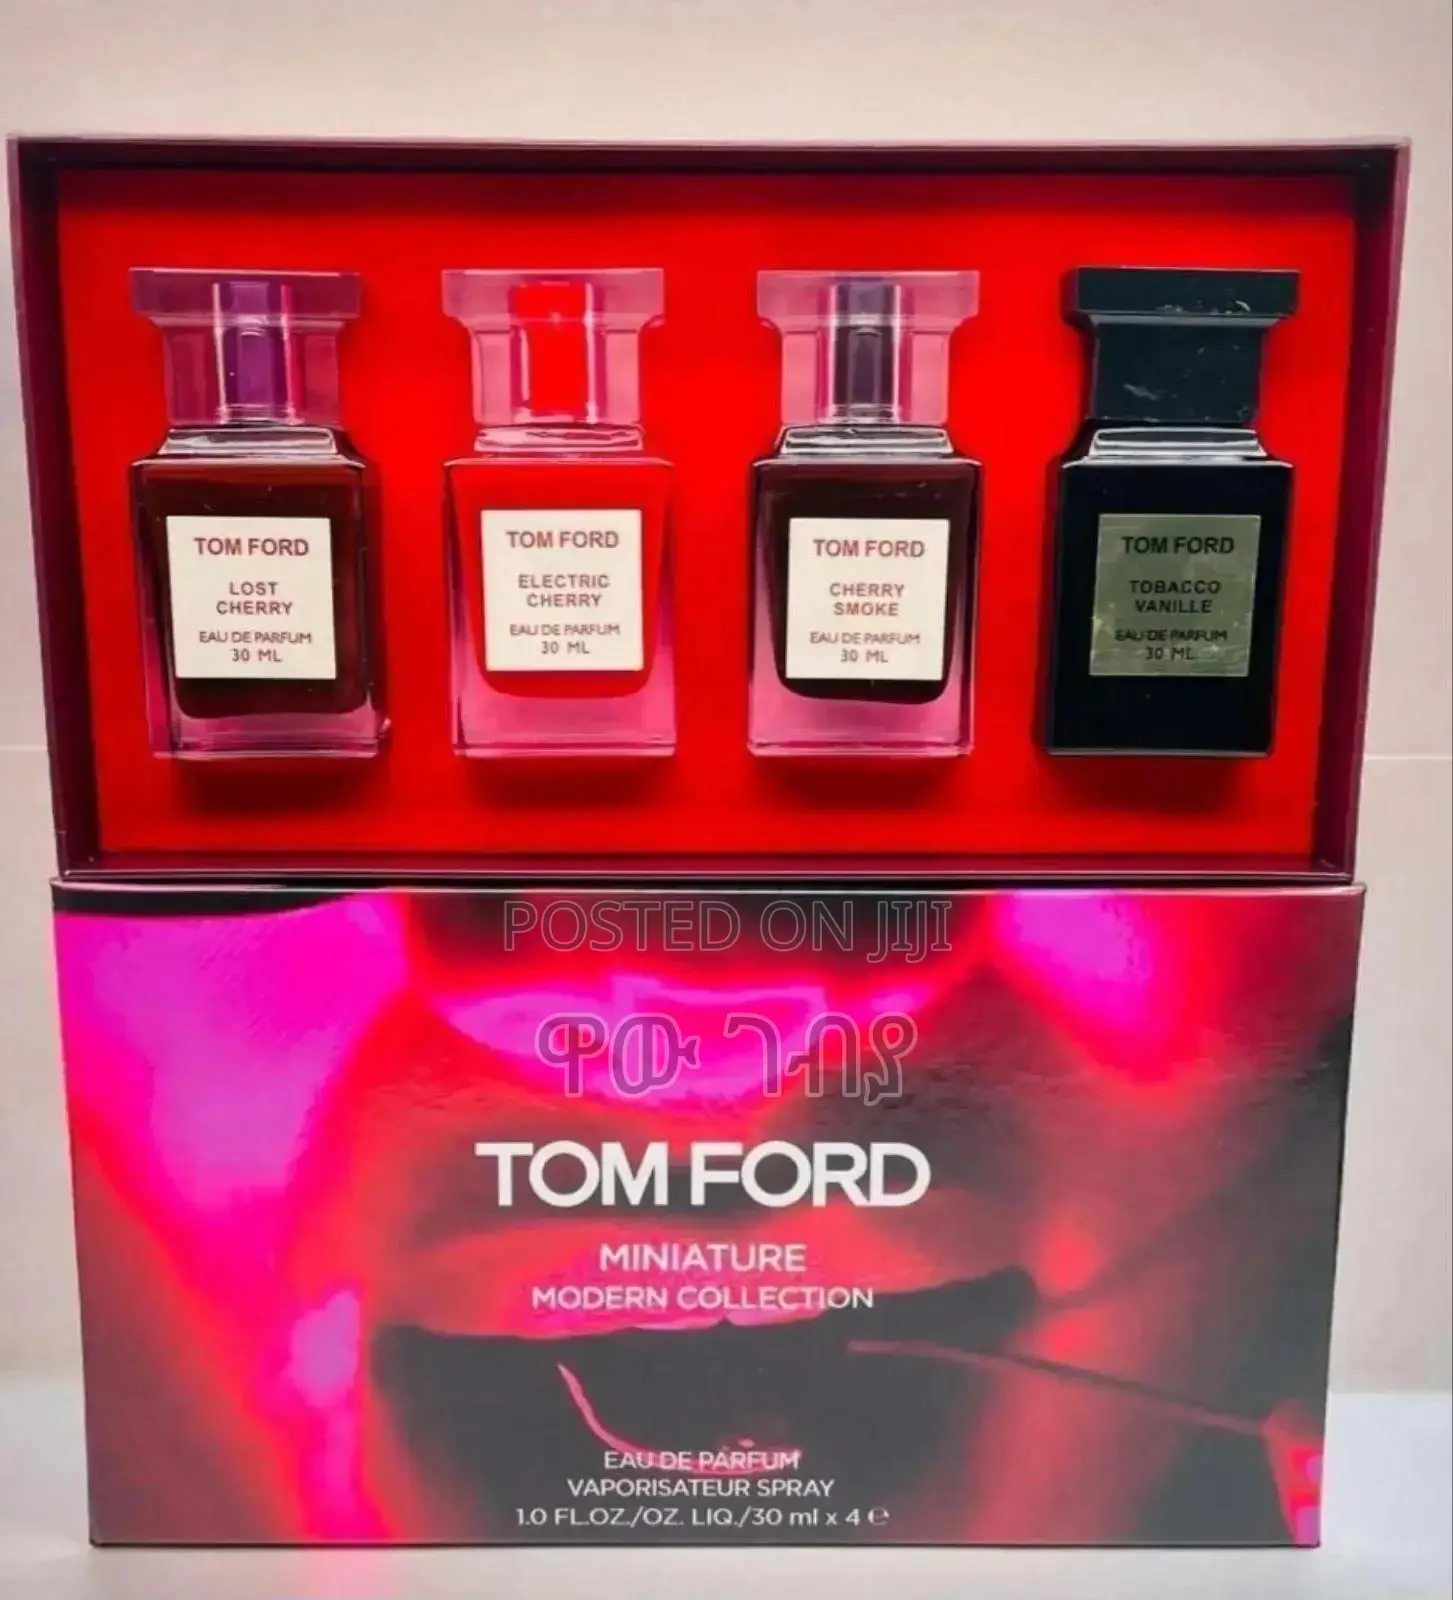 TOM FORD
LOST
CHERRY
EAU DE PARFUM
30 ML
TOM FORD
ELECTRIC
CHERRY
EAU DE PARFUM
30 ML
TOM FORD
CHERRY
SMOKE
EAU DE PARFUM
30 ML
TOM FORD
TOBACCO
VANILLE
EAU DE PARFUM
30 ML
POSTED ON JIJI
ዋው ገብያ
TOM FORD
MINIATURE
MODERN COLLECTION
EAU DE PARFUM
VAPORISATEUR SPRAY
1.0 FL.OZ./OZ. LIQ./30 ml x 4 ℮